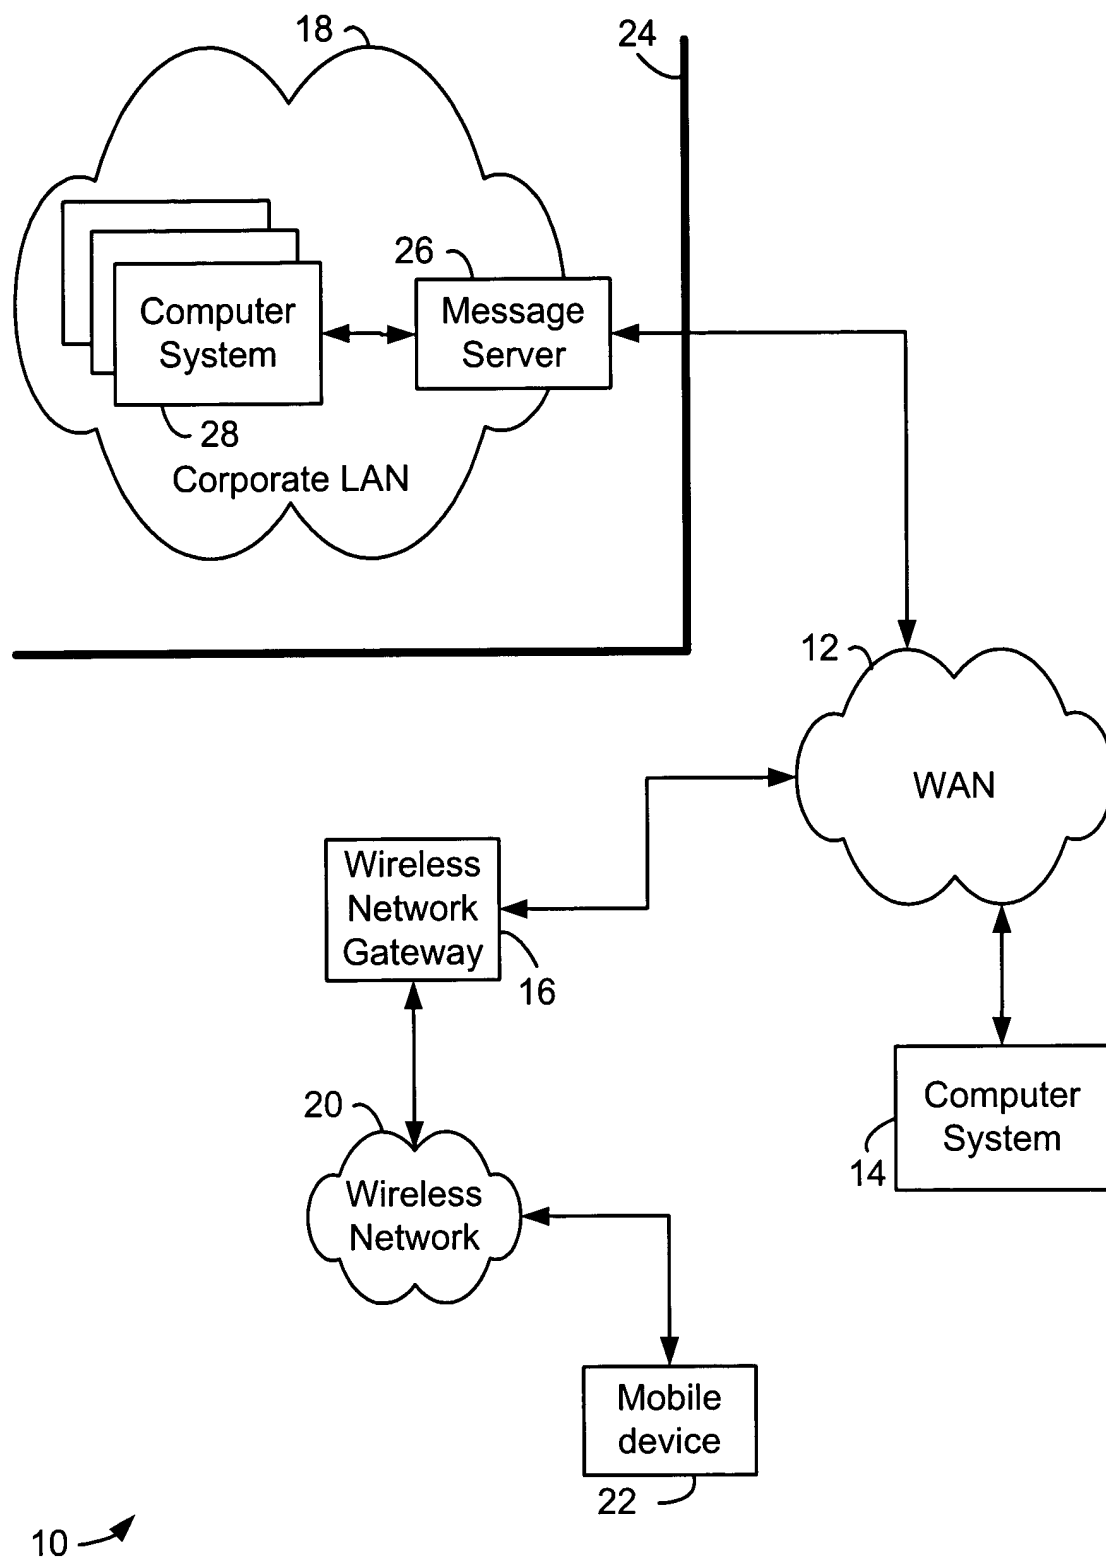 18
24
26
Computer
System
Message
Server
28
Corporate LAN
12
WAN
Wireless
Network
Gateway
16
20
Computer
System
14
Wireless
Network
Mobile
device
22
10